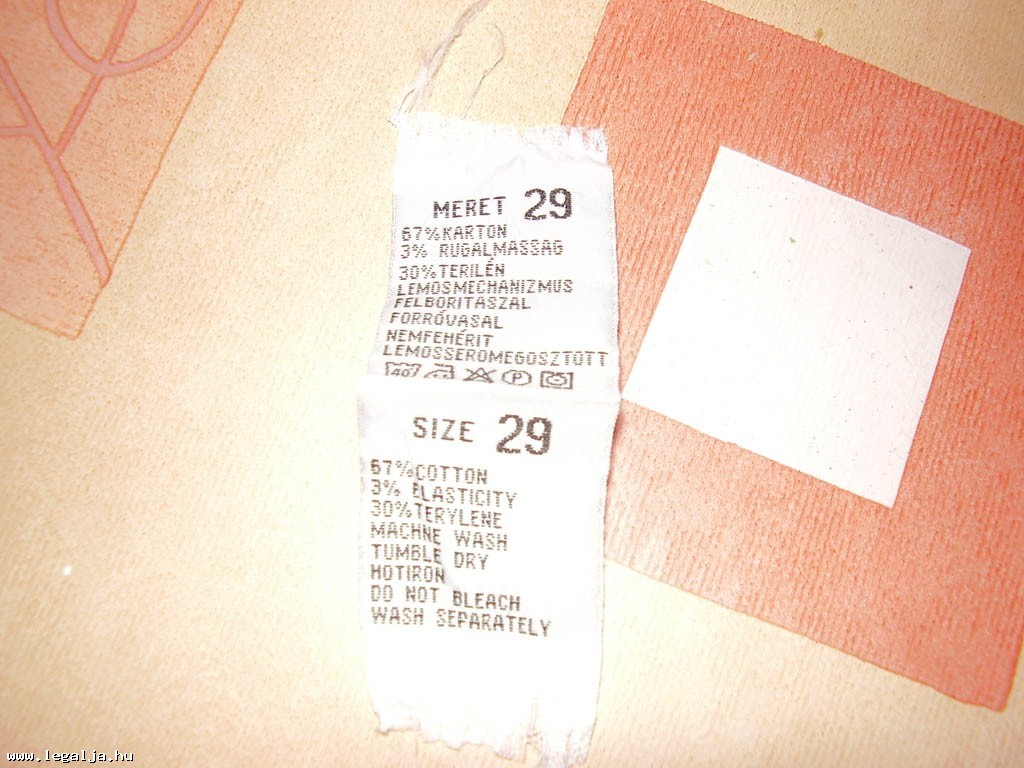 MERET 29
67%KARTON
3% RUGALMASSAG
30%TERILÉN
LEMOSMECHANIZMUS
FELBORITASZAL
FORRÓVASAL
NEMFEHÉRIT
LEMOSSEROMEGOSZTOTT
40 P
SIZE 29
67%COTTON
3% ELASTICITY
30%TERYLENE
MACHNE WASH
TUMBLE DRY
HOTIRON
DO NOT BLEACH
WASH SEPARATELY
www.legalja.hu